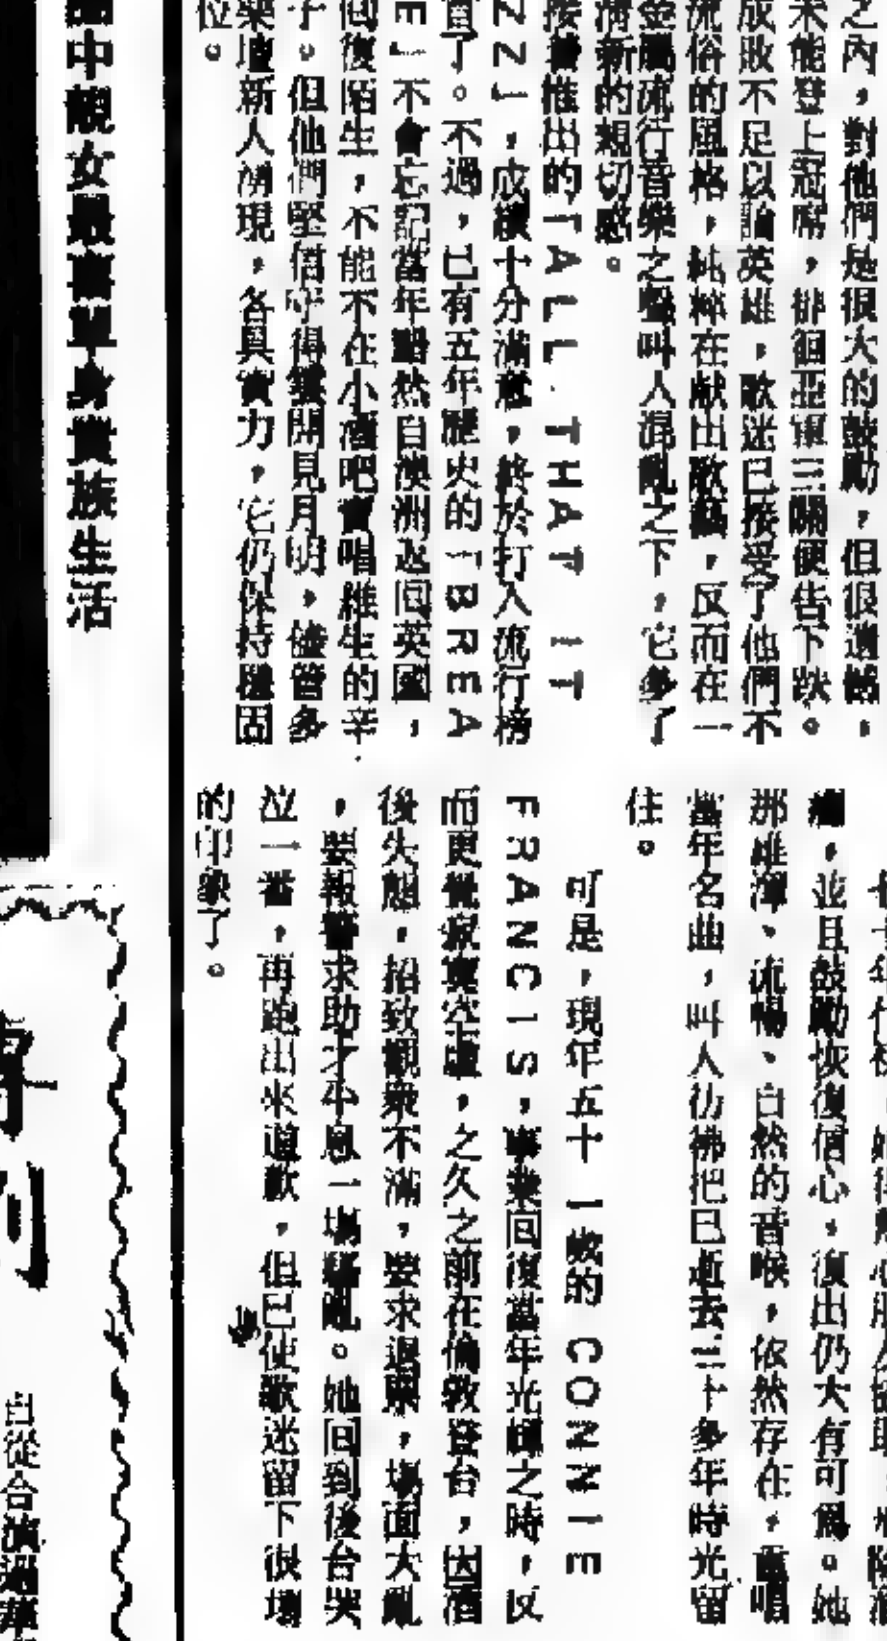 之內，對他們是很大的鼓勵，但很遺憾，
未能登上冠席，徘徊亞軍三關便告下跌。
成敗不足以論英雄，歌迷已接受了他們不
流俗的風格，純粹在献出歌藝，反而在一
金屬流行音樂之聲叫人混亂之下，它多了
清新的親切感。
接着推出的「ALL THAT IT
ZZ」，成績十分滿意，終於打入流行榜
首了。不過，已有五年歷史的「BREA
E」不會忘記當年黯然自澳洲返回英國，
回復陌生，不能不在小酒吧賣唱維生的辛
子。但他們堅信守得雲開見月明，儘管多
樂壇新人湧現，各具實力，它仍保持穩固
位。
並且鼓勵恢復信心，復出仍大有可爲。她
那雄渾、流暢、自然的音喉，依然存在，重唱
當年名曲，叫人彷彿把已逝去三十多年時光留
住。
可是，現年五十一歲的 CONNIE
FRANCIS，事業回復當年光輝之時，反
而更覺寂寞空虛，之久之前在倫敦登台，因酒
後失態，招致觀衆不滿，要求退票，場面大亂
，要報警求助才平息一場騷亂。她回到後台哭
泣一番，再跑出來道歉，但已使歌迷留下很壞
的印象了。
中靚女最喜單身貴族生活
專
刊
自從合演過